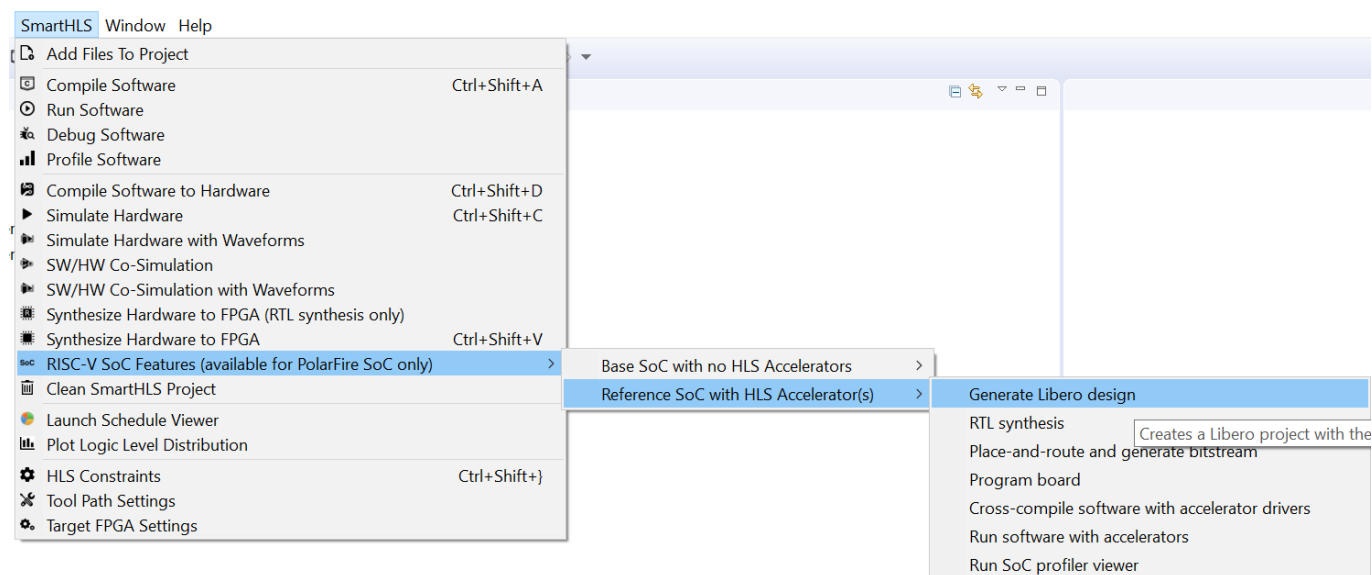 SmartHLS Window Help
Add Files To Project
Compile Software Ctrl+Shift+A
Run Software
Debug Software
Profile Software
Compile Software to Hardware Ctrl+Shift+D
Simulate Hardware Ctrl+Shift+C
Simulate Hardware with Waveforms
SW/HW Co-Simulation
SW/HW Co-Simulation with Waveforms
Synthesize Hardware to FPGA (RTL synthesis only)
Synthesize Hardware to FPGA Ctrl+Shift+V
SoC RISC-V SoC Features (available for PolarFire SoC only)
Clean SmartHLS Project
Launch Schedule Viewer
Plot Logic Level Distribution
HLS Constraints Ctrl+Shift+}
Tool Path Settings
Target FPGA Settings
Base SoC with no HLS Accelerators
Reference SoC with HLS Accelerator(s)
Generate Libero design
RTL synthesis
Creates a Libero project with the
Place-and-route and generate bitstream
Program board
Cross-compile software with accelerator drivers
Run software with accelerators
Run SoC profiler viewer